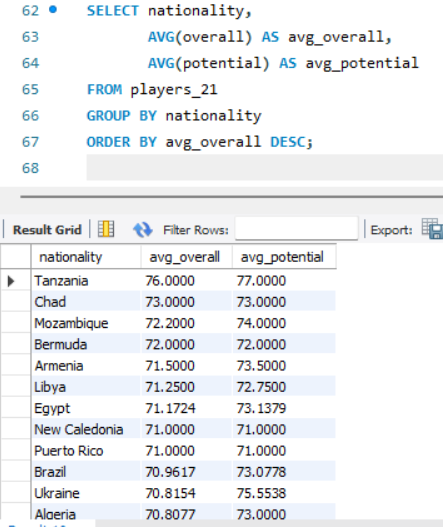 62 SELECT nationality,
63 AVG(overall) AS avg_overall,
64 AVG(potential) AS avg_potential
65 FROM players_21
66 GROUP BY nationality
67 ORDER BY avg_overall DESC;
68
Result Grid Filter Rows: Export:
nationality avg_overall avg_potential
Tanzania 76.0000 77.0000
Chad 73.0000 73.0000
Mozambique 72.2000 74.0000
Bermuda 72.0000 72.0000
Armenia 71.5000 73.5000
Libya 71.2500 72.7500
Egypt 71.1724 73.1379
New Caledonia 71.0000 71.0000
Puerto Rico 71.0000 71.0000
Brazil 70.9617 73.0778
Ukraine 70.8154 75.5538
Algeria 70.8077 73.0000